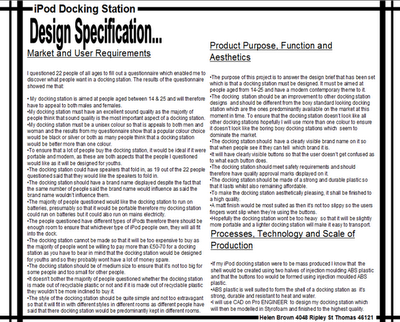 iPod Docking Station
Design Specification...
Market and User Requirements
I questioned 22 people of all ages to fill out a questionnaire which enabled me to
discover what people want in a docking station. The results of the questionnaire
showed me that:
•My docking station is aimed at people aged between 14 & 25 and will therefore
have to appeal to both males and females.
•My docking station must have an excellent sound quality as the majority of
people think that sound quality is the most important aspect of a docking station.
•My docking station must be a unisex colour so that is appeals to both men and
woman and the results from my questionnaire show that a popular colour choice
would be black or silver or both as many people think that a docking station
would be better more than one colour.
•To ensure that a lot of people buy the docking station, it would be ideal if it were
portable and modern, as these are both aspects that the people I questioned
would like as it will be designed for youths.
•The docking station could have speakers that fold in, as 19 out of the 22 people
questioned said that they would like the speakers to fold in.
•The docking station should have a brand name displayed despite the fact that
the same number of people said the brand name would influence as said the
brand name wouldn't influence them.
•The majority of people questioned would like the docking station to run on
batteries, presumably so that it would be portable therefore my docking station
could run on batteries but it could also run on mains electricity.
•The people questioned have different types of iPods therefore there should be
enough room to ensure that whichever type of iPod people own, they will all fit
into the dock.
•The docking station cannot be made so that it will be too expensive to buy as
the majority of people won't be willing to pay more than £50-70 for a docking
station as you have to bear in mind that the docking station would be designed
for youths and so they probably wont have a lot of money spare.
•The docking station should be of medium size to ensure that it's not too big for
some people and too small for other people.
•It doesn't bother the majority of people questioned whether the docking station
is made out of recyclable plastic or not and if it is not made out of recyclable plastic
they wouldn't be more inclined to buy it.
•The style of the docking station should be quite simple and not too extravagant
so that it will fit in with different styles in different rooms as different people have
said that there docking station would be predominantly kept in different rooms.
Product Purpose, Function and
Aesthetics
•The purpose of this project is to answer the design brief that has been set
which is that a docking station must be designed. It must be aimed at
people aged from 14-25 and have a modern contemporary theme to it.
•The docking station should be an improvement to other docking station
designs and should be different from the boy standard looking docking
station which are the ones predominantly available on the market at this
moment in time. To ensure that the docking station doesn't look like all
other docking stations hopefully I will use more than one colour to ensure
it doesn't look like the boring boy docking stations which seem to
dominate the market.
•The docking station should have a clearly visible brand name on it so
that when people see it they can tell which brand it is.
•It will have clearly visible buttons so that the user doesn't get confused as
to what each button does.
•The docking station should meet all safety requirements and should
therefore have quality approval marks displayed on it.
•The docking station should be made of a strong and durable plastic so
that it lasts whilst also remaining affordable.
•To make the docking station aesthetically pleasing, it shall be finished to
a high quality.
•A matt finish would be most suited as then it's not too slippy so the users
fingers wont slip when they're using the buttons.
•Hopefully the docking station wont be too heavy so that it will be slightly
more portable and a lighter docking station will make it easy to transport.
Processes, Technology and Scale of
Production
•If my iPod docking station were to be mass produced I know that the
shell would be created using two halves of injection moulding ABS plastic
and that the buttons too would be formed using injection moulded ABS
plastic.
•ABS plastic is well suited to form the shell of a docking station as it's
strong, durable and resistant to heat and water.
•I will use CAD on Pro ENGINEER to design my docking station which
will then be modelled in Styrofoam and finished to the highest quality.
Helen Brown 4048 Ripley St Thomas 46121